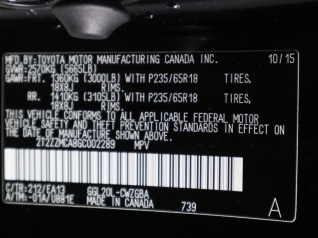 MFD. BY: TOYOTA MOTOR MANUFACTURING CANADA INC. 10/15
GVWR: 2570KG (5665LB)
GAWR: FRT. 1360KG (3000LB) WITH P235/65R18 TIRES,
18X8J RIMS,
RR. 1410KG (3105LB) WITH P235/65R18 TIRES,
18X8J RIMS.
THIS VEHICLE CONFORMS TO ALL APPLICABLE FEDERAL MOTOR
VEHICLE SAFETY AND THEFT PREVENTION STANDARDS IN EFFECT ON
THE DATE OF MANUFACTURE SHOWN ABOVE.
2T2ZZMCA8GC002289 MPV
C/TR: 212/EA13 GGL20L-CWZGBA
A/TM: -01A/U881E MADE IN CANADA 739 A